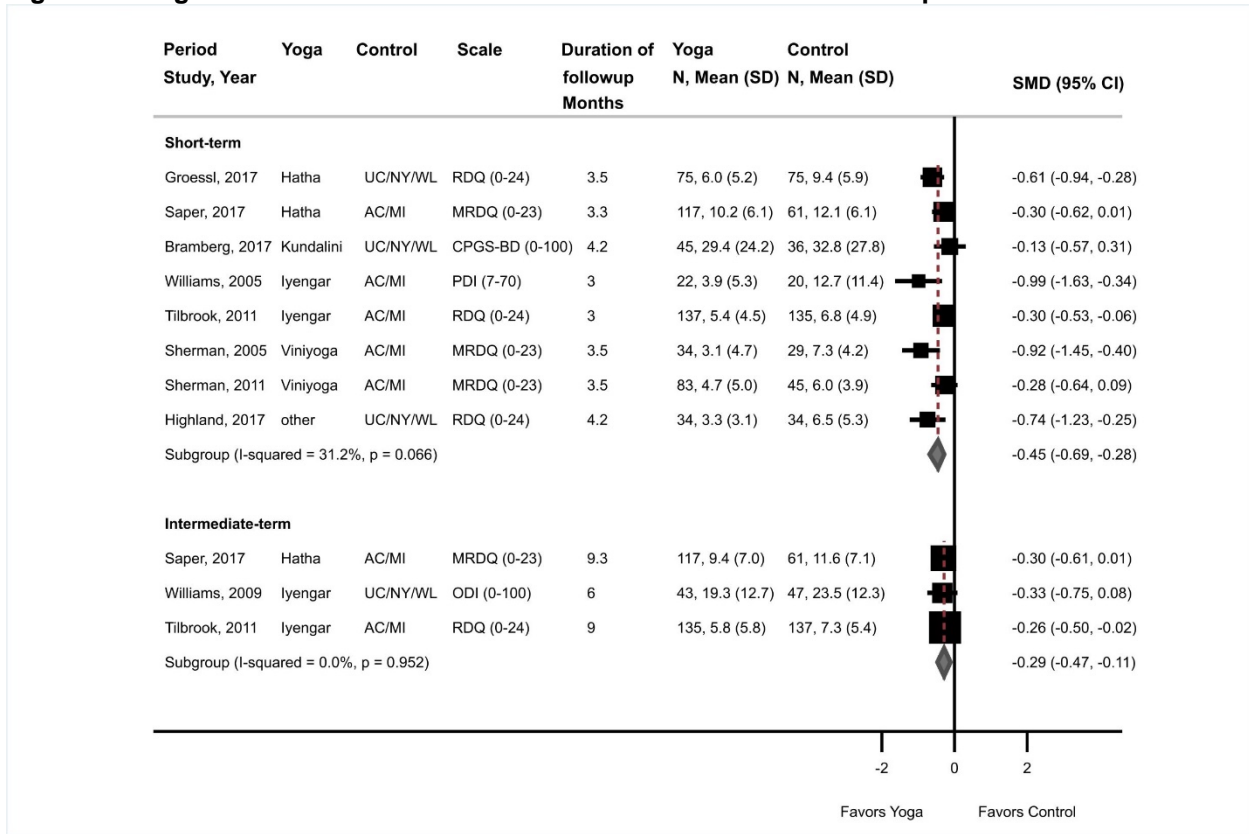 Period Yoga Control Scale Duration of Yoga Control
Study, Year followup N, Mean (SD) N, Mean (SD) SMD (95% CI)
Months
Short-term
Groessl, 2017 Hatha UC/NY/WL RDQ (0-24) 3.5 75, 6.0 (5.2) 75, 9.4 (5.9) -0.61 (-0.94, -0.28)
Saper, 2017 Hatha AC/MI MRDQ (0-23) 3.3 117, 10.2 (6.1) 61, 12.1 (6.1) -0.30 (-0.62, 0.01)
Bramberg, 2017 Kundalini UC/NY/WL CPGS-BD (0-100) 4.2 45, 29.4 (24.2) 36, 32.8 (27.8) -0.13 (-0.57, 0.31)
Williams, 2005 Iyengar AC/MI PDI (7-70) 3 22, 3.9 (5.3) 20, 12.7 (11.4) -0.99 (-1.63, -0.34)
Tilbrook, 2011 Iyengar AC/MI RDQ (0-24) 3 137, 5.4 (4.5) 135, 6.8 (4.9) -0.30 (-0.53, -0.06)
Sherman, 2005 Viniyoga AC/MI MRDQ (0-23) 3.5 34, 3.1 (4.7) 29, 7.3 (4.2) -0.92 (-1.45, -0.40)
Sherman, 2011 Viniyoga AC/MI MRDQ (0-23) 3.5 83, 4.7 (5.0) 45, 6.0 (3.9) -0.28 (-0.64, 0.09)
Highland, 2017 other UC/NY/WL RDQ (0-24) 4.2 34, 3.3 (3.1) 34, 6.5 (5.3) -0.74 (-1.23, -0.25)
Subgroup (I-squared = 31.2%, p = 0.066) -0.45 (-0.69, -0.28)
Intermediate-term
Saper, 2017 Hatha AC/MI MRDQ (0-23) 9.3 117, 9.4 (7.0) 61, 11.6 (7.1) -0.30 (-0.61, 0.01)
Williams, 2009 Iyengar UC/NY/WL ODI (0-100) 6 43, 19.3 (12.7) 47, 23.5 (12.3) -0.33 (-0.75, 0.08)
Tilbrook, 2011 Iyengar AC/MI RDQ (0-24) 9 135, 5.8 (5.8) 137, 7.3 (5.4) -0.26 (-0.50, -0.02)
Subgroup (I-squared = 0.0%, p = 0.952) -0.29 (-0.47, -0.11)
-2 0 2
Favors Yoga Favors Control